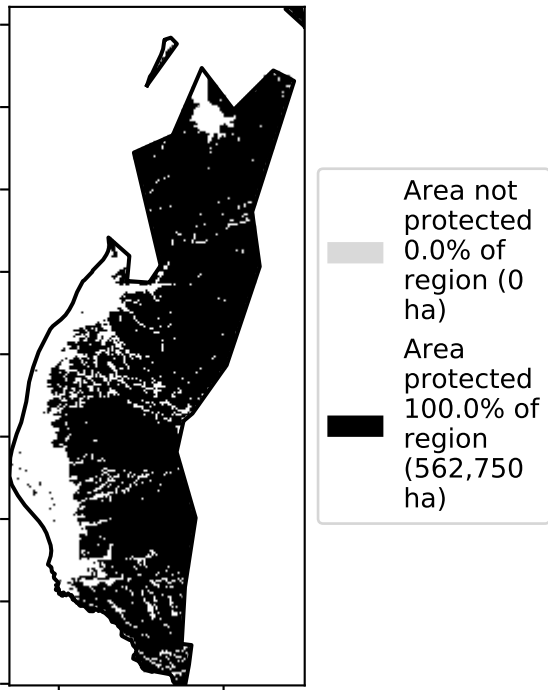 Area not
protected
0.0% of
region (0
ha)
Area
protected
100.0% of
region
(562,750
ha)